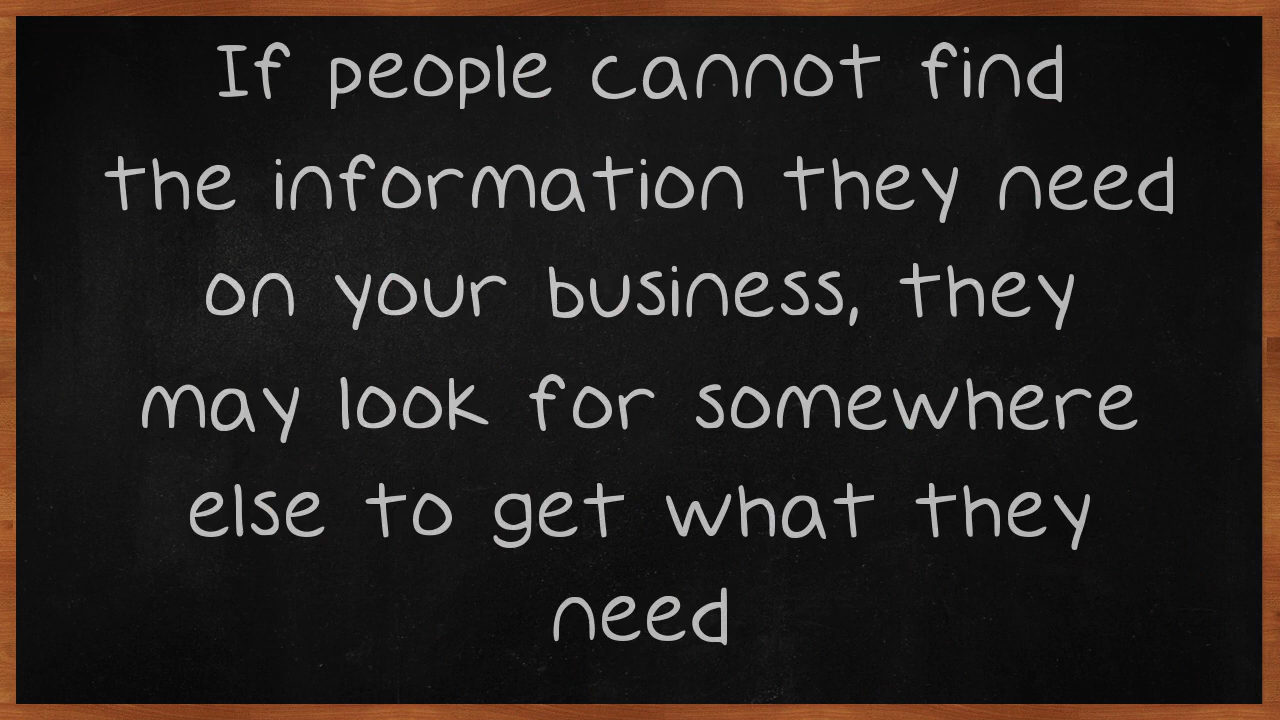 If people cannot find
the information they need
on your business, they
may look for somewhere
else to get what they
need